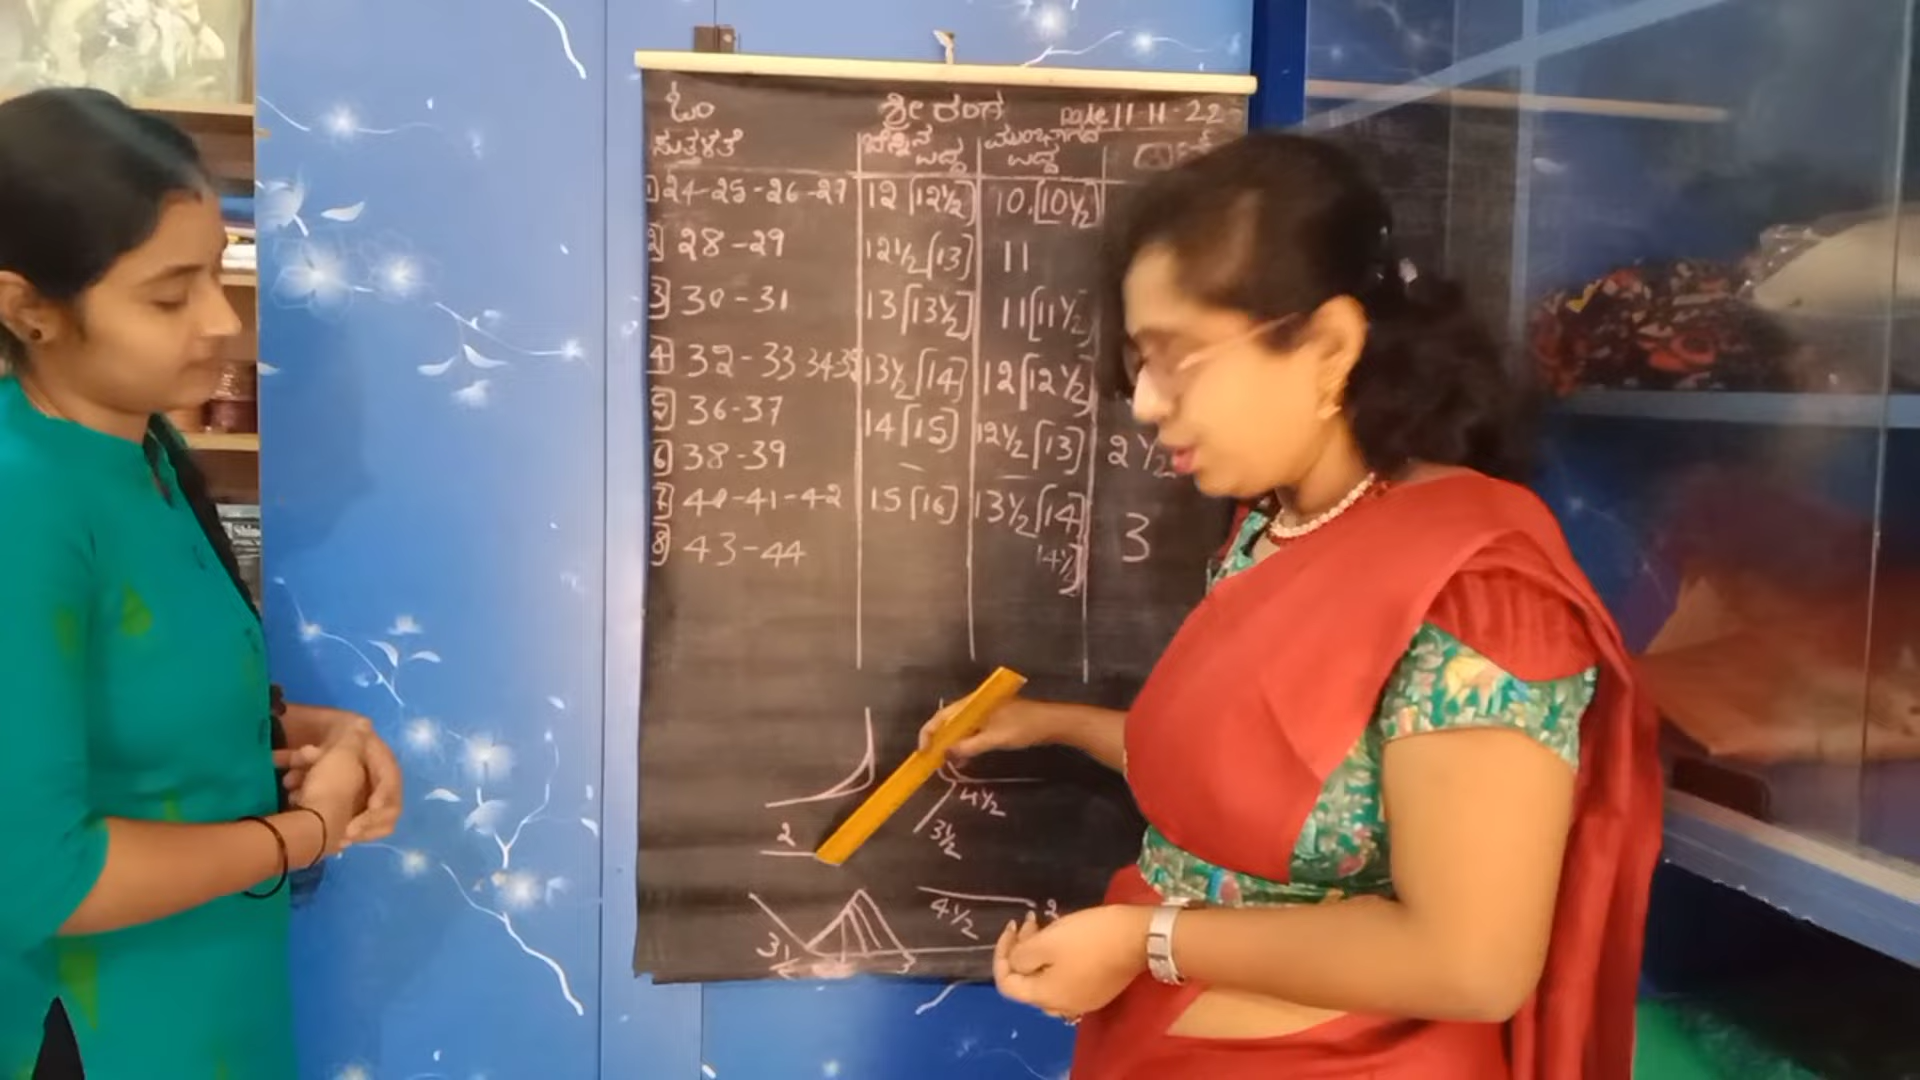 ಓಂ ಶ್ರೀ ರಂಗ Date 11-11-22
ಸುತ್ತಳತೆ ಬೆನ್ನಿನ ಉದ್ದ ಮುಂಭಾಗದ ಉದ್ದ
1] 24-25-26-27 12 [12½] 10.[10½]
2] 28-29 12½ [13] 11
3] 30-31 13 [13½] 11 [11½
4] 32-33 34-35 13½ [14] 12 [12½]
5] 36-37 14 [15] 12½ [13] 2½
6] 38-39
7] 40-41-42 15 [16] 13½ [14] 3
8] 43-44 14½]
4½
2 3½
4½ 2
3